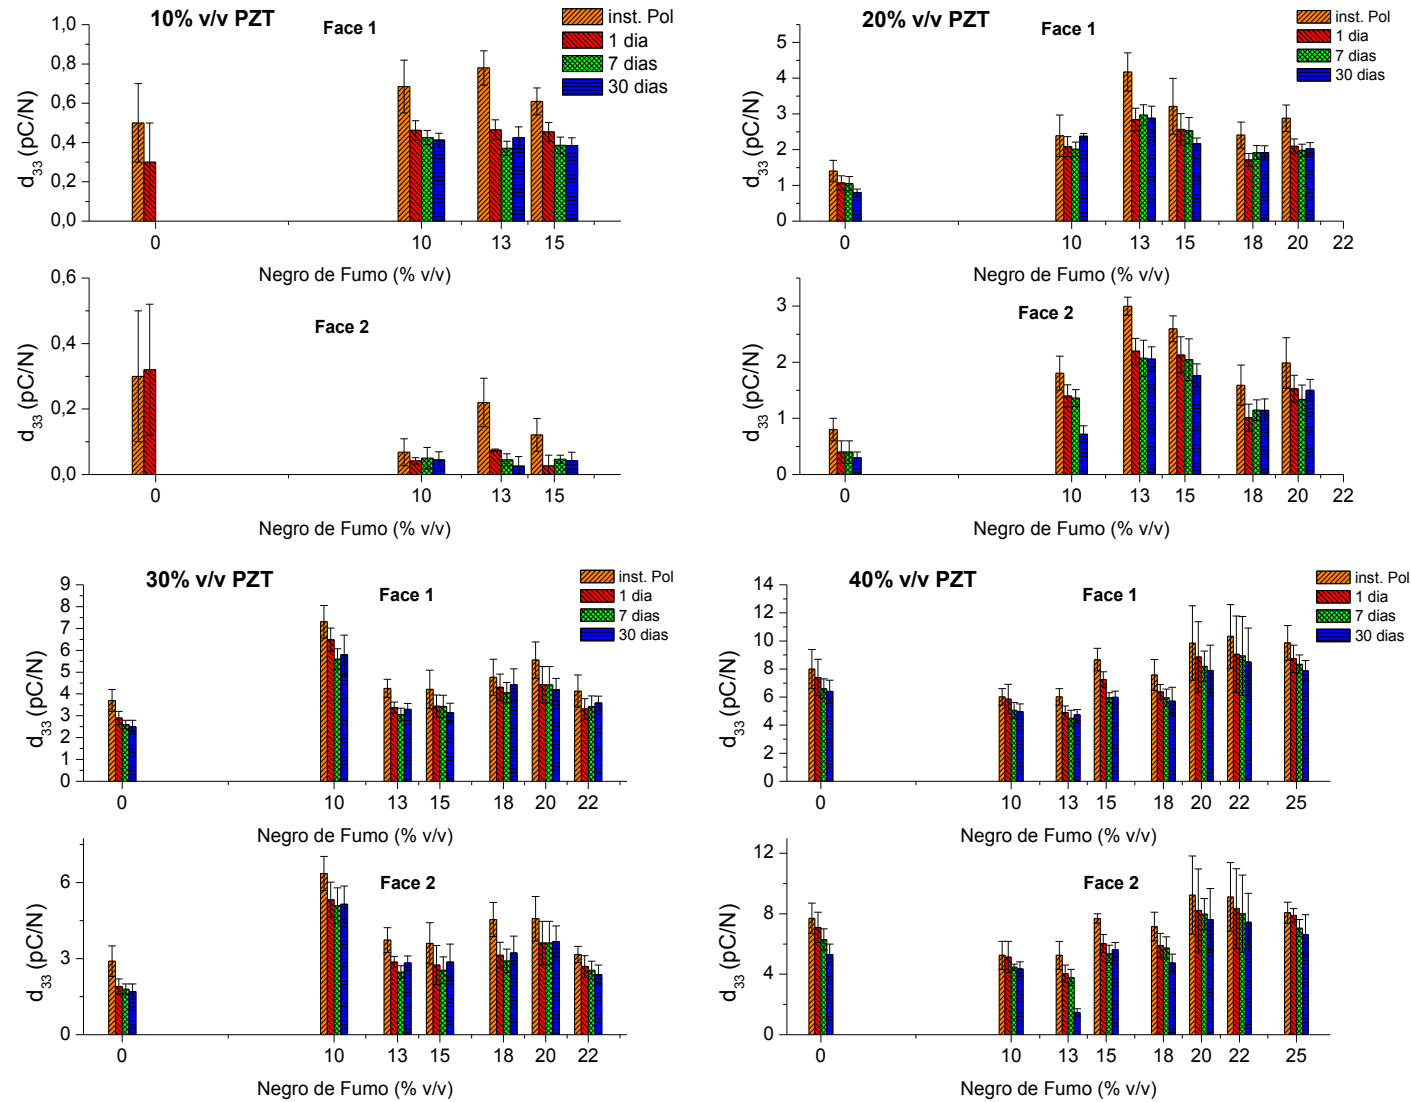 10% v/v PZT
Face 1
inst. Pol
1 dia
7 dias
30 dias
d33 (pC/N)
1,0
0,8
0,6
0,4
0,2
0,0
0 10 13 15
Negro de Fumo (% v/v)
Face 2
d33 (pC/N)
0,6
0,4
0,2
0,0
0 10 13 15
Negro de Fumo (% v/v)
20% v/v PZT
Face 1
inst. Pol
1 dia
7 dias
30 dias
d33 (pC/N)
5
4
3
2
1
0
0 10 13 15 18 20 22
Negro de Fumo (% v/v)
Face 2
d33 (pC/N)
3
2
1
0
0 10 13 15 18 20 22
Negro de Fumo (% v/v)
30% v/v PZT
Face 1
inst. Pol
1 dia
7 dias
30 dias
d33 (pC/N)
9
8
7
6
5
4
3
2
1
0
0 10 13 15 18 20 22
Negro de Fumo (% v/v)
Face 2
d33 (pC/N)
6
3
0
0 10 13 15 18 20 22
Negro de Fumo (% v/v)
40% v/v PZT
Face 1
inst. Pol
1 dia
7 dias
30 dias
d33 (pC/N)
14
12
10
8
6
4
2
0
0 10 13 15 18 20 22 25
Negro de Fumo (% v/v)
Face 2
d33 (pC/N)
12
8
4
0
0 10 13 15 18 20 22 25
Negro de Fumo (% v/v)